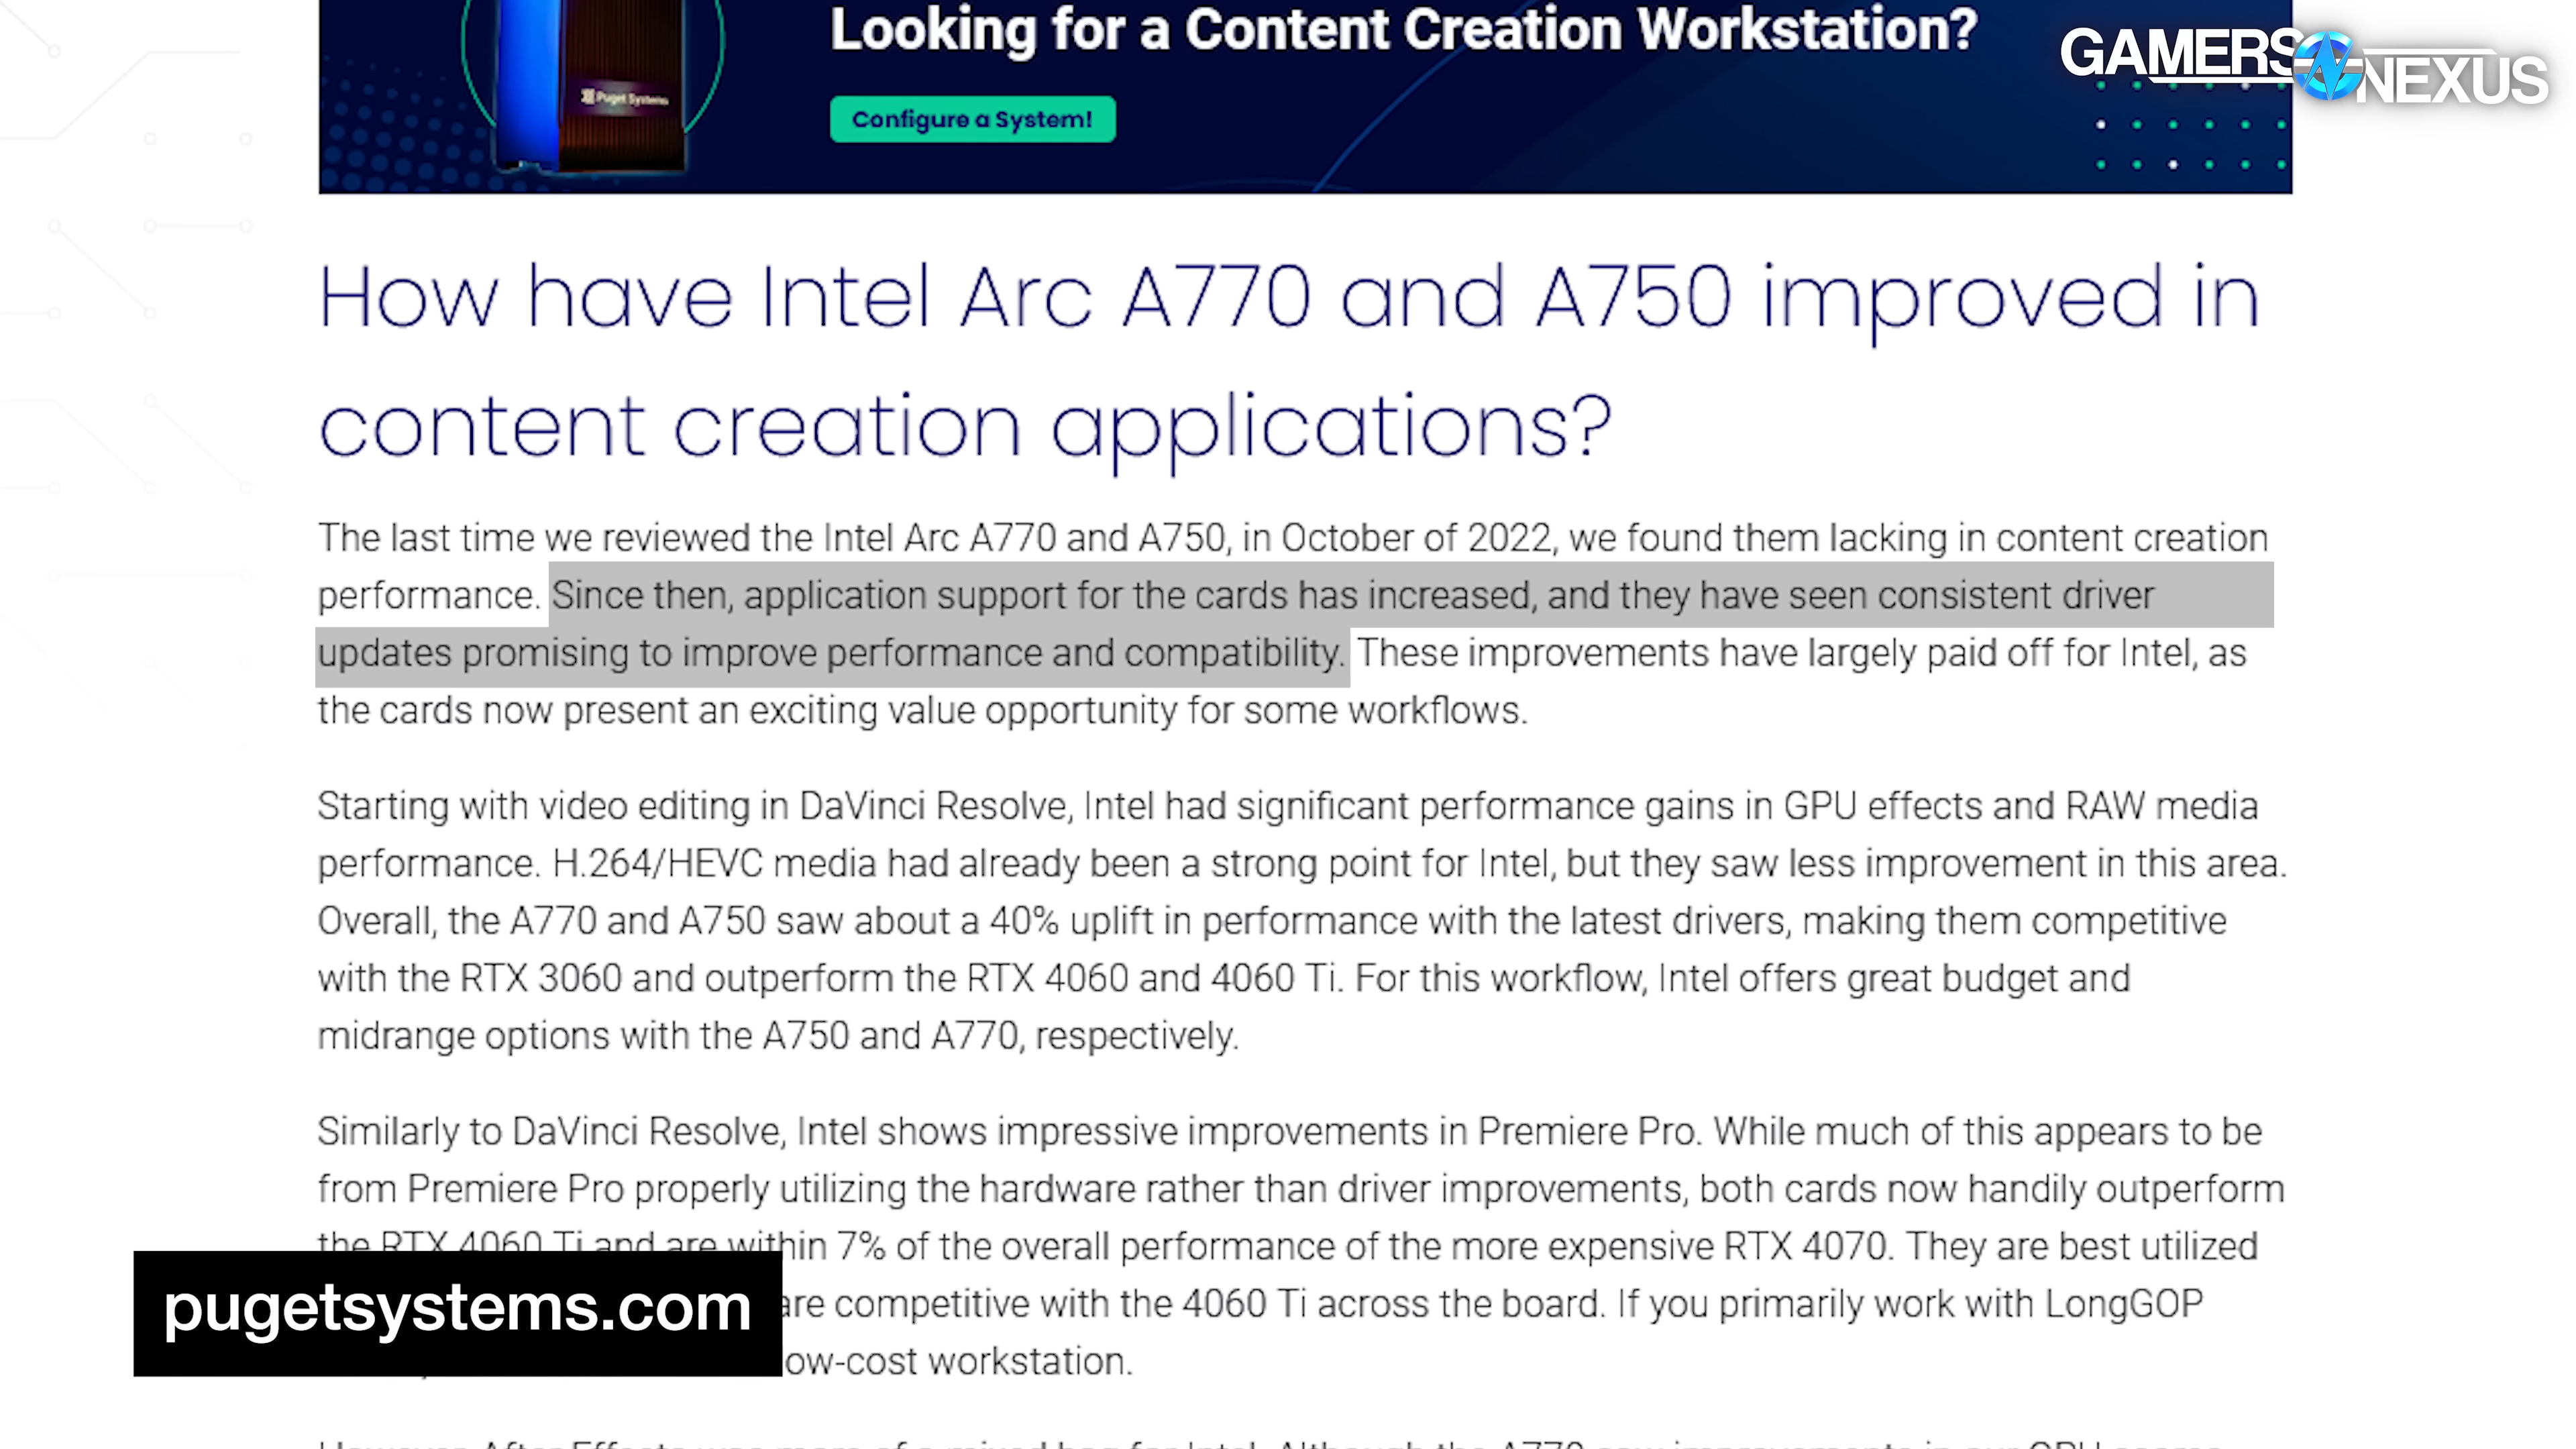 Looking for a Content Creation Workstation?
GAMERS NEXUS
Puget Systems
Configure a System!
How have Intel Arc A770 and A750 improved in
content creation applications?
The last time we reviewed the Intel Arc A770 and A750, in October of 2022, we found them lacking in content creation
performance. Since then, application support for the cards has increased, and they have seen consistent driver
updates promising to improve performance and compatibility. These improvements have largely paid off for Intel, as
the cards now present an exciting value opportunity for some workflows.
Starting with video editing in DaVinci Resolve, Intel had significant performance gains in GPU effects and RAW media
performance. H.264/HEVC media had already been a strong point for Intel, but they saw less improvement in this area.
Overall, the A770 and A750 saw about a 40% uplift in performance with the latest drivers, making them competitive
with the RTX 3060 and outperform the RTX 4060 and 4060 Ti. For this workflow, Intel offers great budget and
midrange options with the A750 and A770, respectively.
Similarly to DaVinci Resolve, Intel shows impressive improvements in Premiere Pro. While much of this appears to be
from Premiere Pro properly utilizing the hardware rather than driver improvements, both cards now handily outperform
the RTX 4060 Ti and are within 7% of the overall performance of the more expensive RTX 4070. They are best utilized
are competitive with the 4060 Ti across the board. If you primarily work with LongGOP
ow-cost workstation.
pugetsystems.com